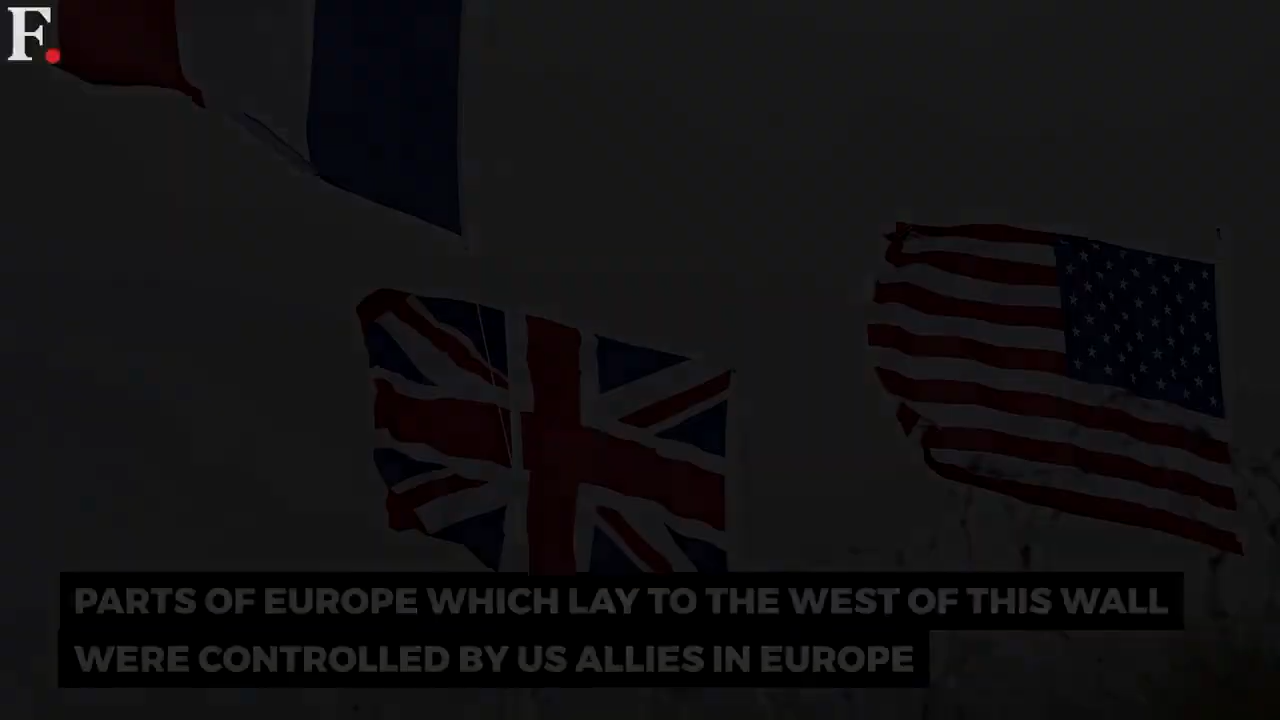 F.
PARTS OF EUROPE WHICH LAY TO THE WEST OF THIS WALL
WERE CONTROLLED BY US ALLIES IN EUROPE